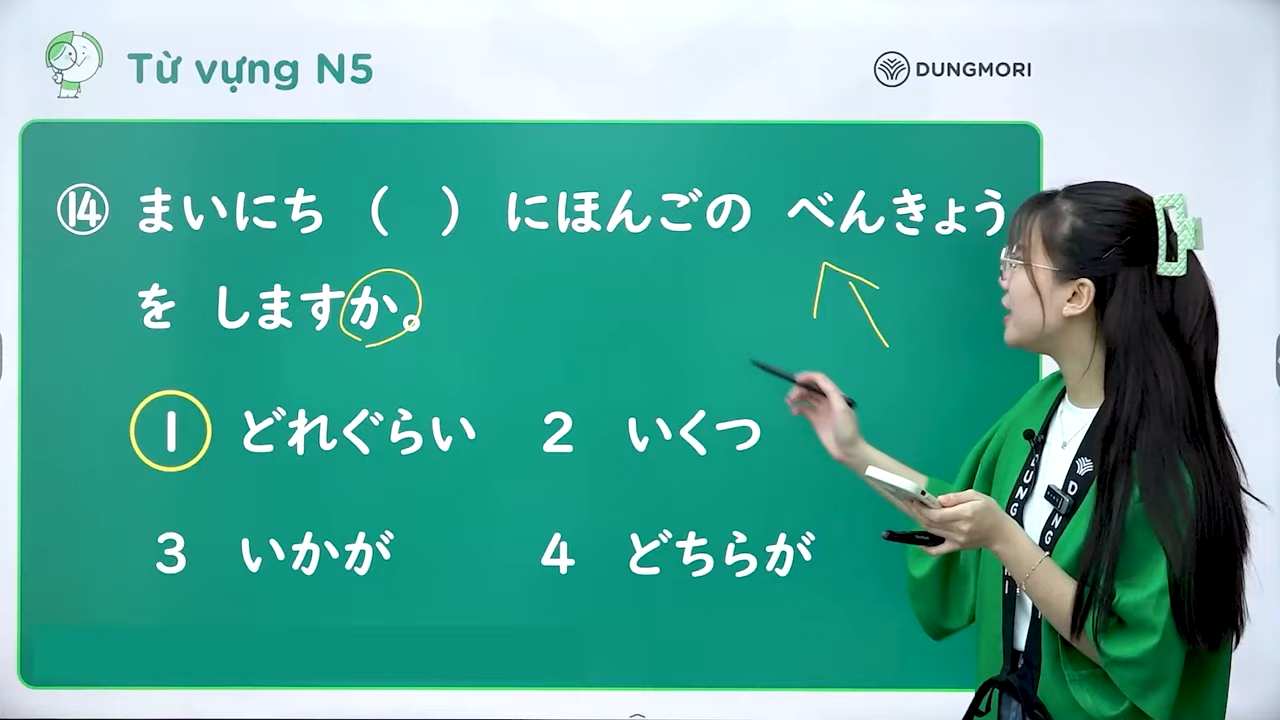 Từ vựng N5
DUNGMORI
⑭ まいにち ( ) にほんごの べんきょう
を しますか。
1 どれぐらい 2 いくつ
3 いかが 4 どちらが